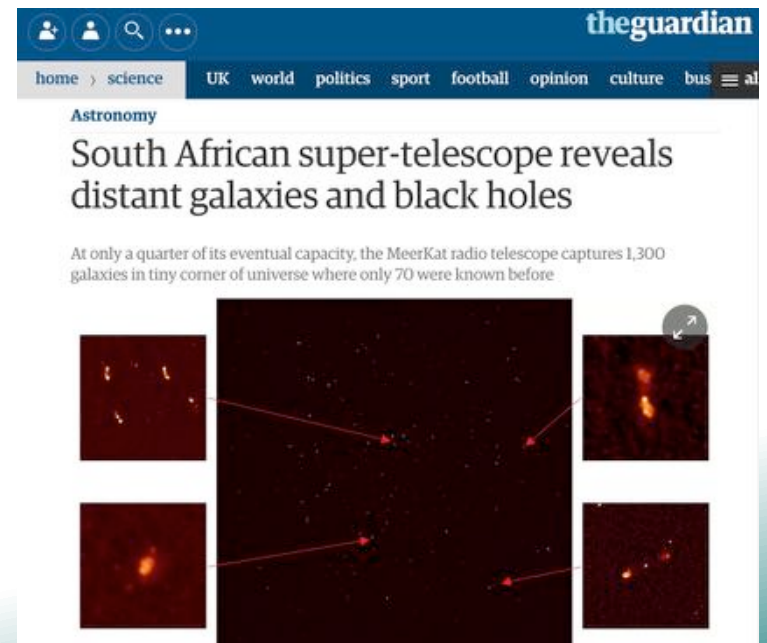 theguardian
home › science UK world politics sport football opinion culture bus ≡ al
Astronomy
South African super-telescope reveals
distant galaxies and black holes
At only a quarter of its eventual capacity, the MeerKat radio telescope captures 1,300
galaxies in tiny corner of universe where only 70 were known before